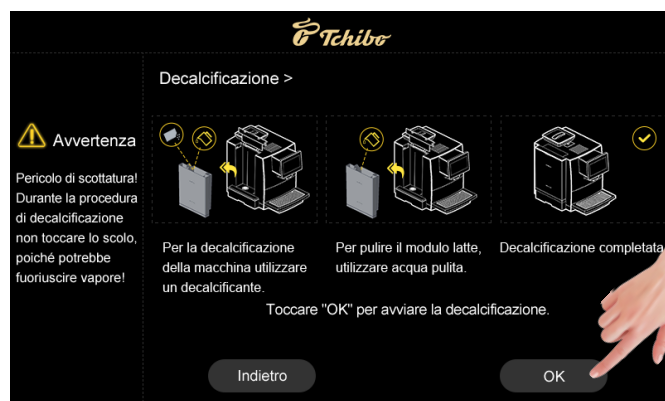 Tchibo
Decalcificazione >
Avvertenza
Pericolo di scottatura!
Durante la procedura
di decalcificazione
non toccare lo scolo,
poiché potrebbe
fuoriuscire vapore!
Per la decalcificazione
della macchina utilizzare
un decalcificante.
Per pulire il modulo latte,
utilizzare acqua pulita.
Decalcificazione completata
Toccare "OK" per avviare la decalcificazione.
Indietro
OK